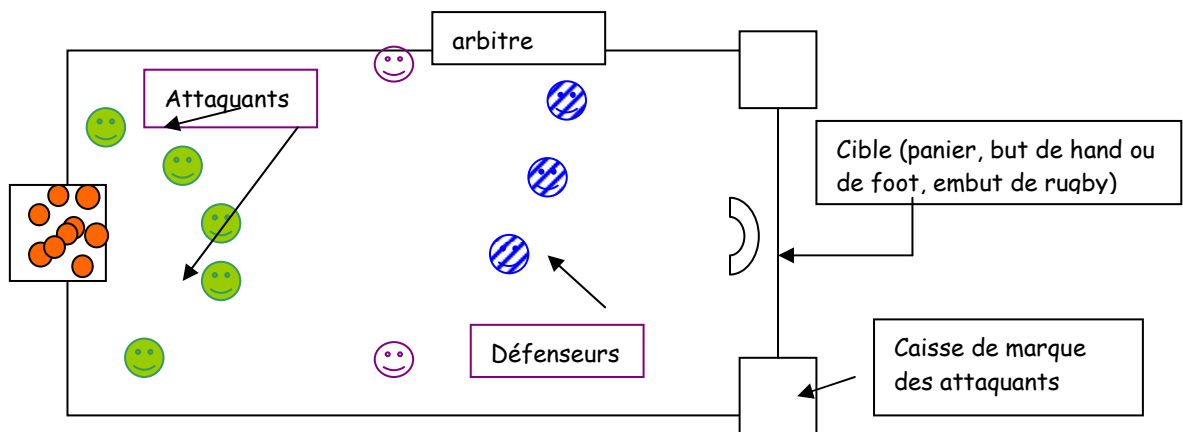 arbitre
Attaquants
Cible (panier, but de hand ou
de foot, embut de rugby)
Défenseurs
Caisse de marque
des attaquants